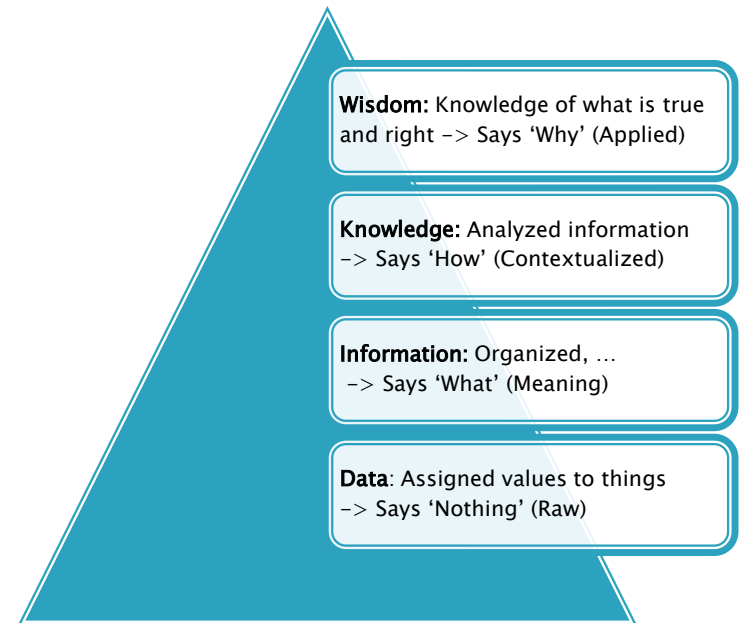 Wisdom: Knowledge of what is true
and right –> Says ‘Why’ (Applied)
Knowledge: Analyzed information
–> Says ‘How’ (Contextualized)
Information: Organized, …
–> Says ‘What’ (Meaning)
Data: Assigned values to things
–> Says ‘Nothing’ (Raw)